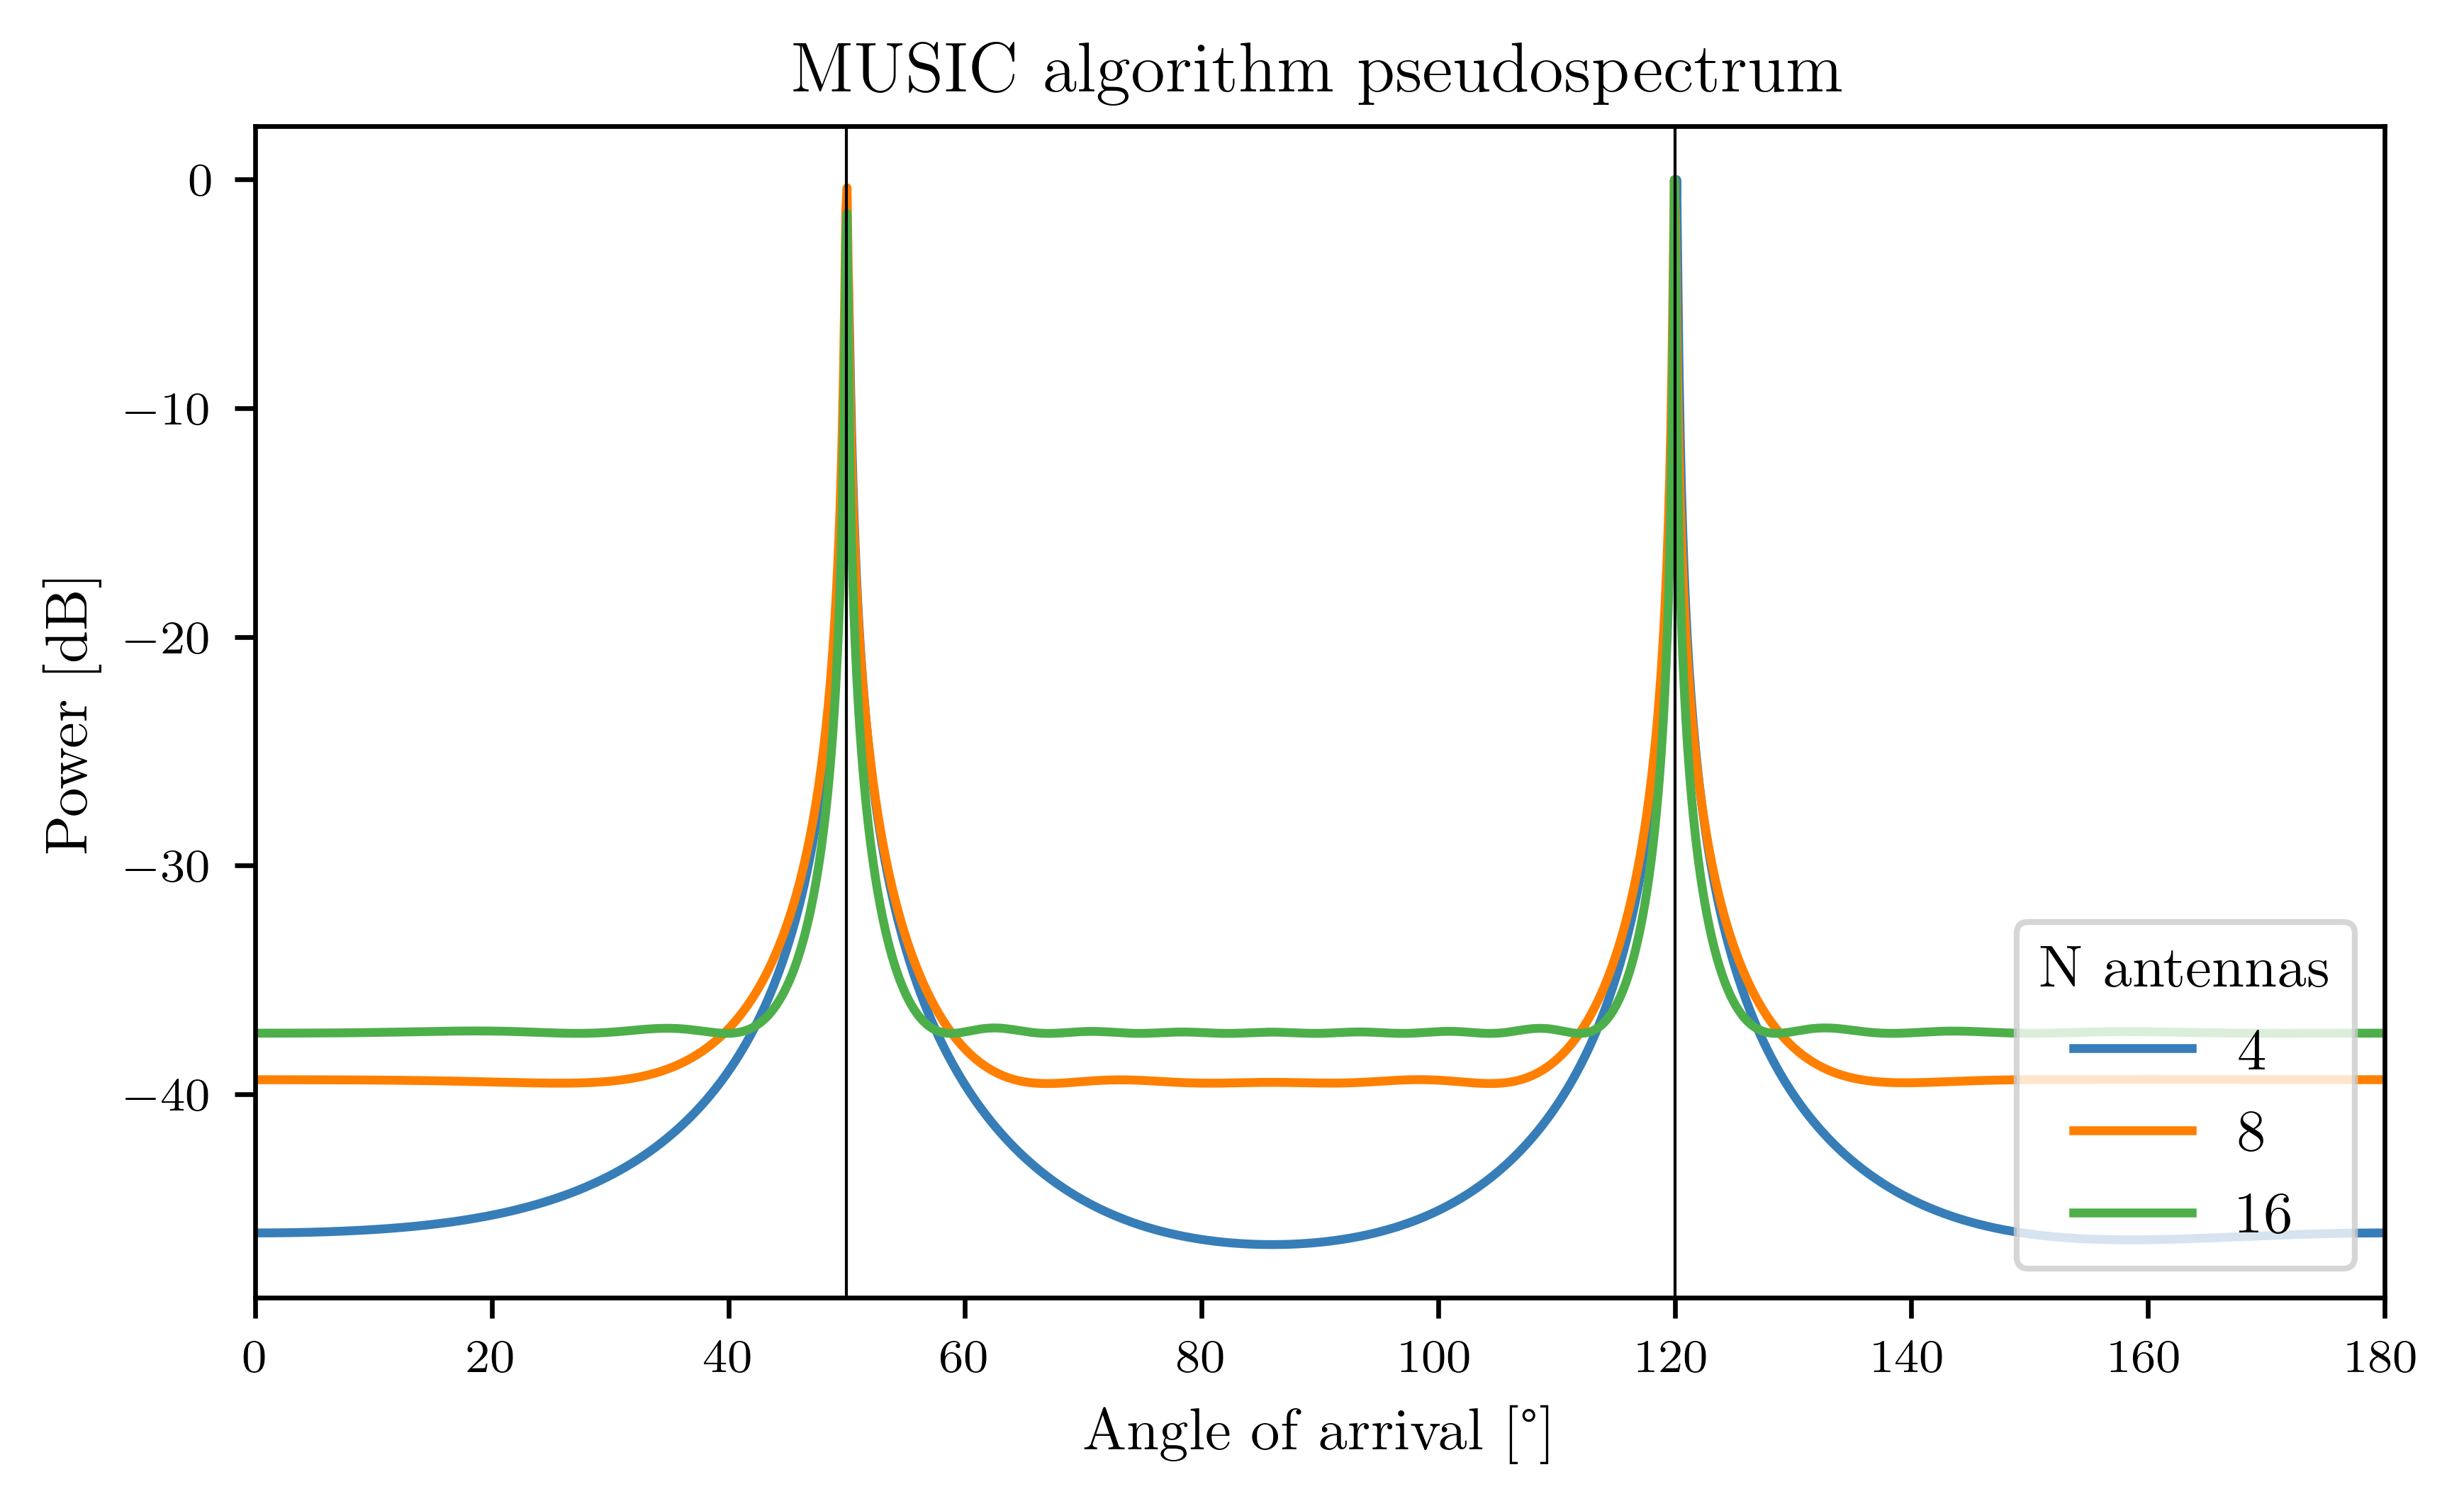 MUSIC algorithm pseudospectrum
0
−10
−20
−30
−40
Power [dB]
N antennas
4
8
16
0 20 40 60 80 100 120 140 160 180
Angle of arrival [°]